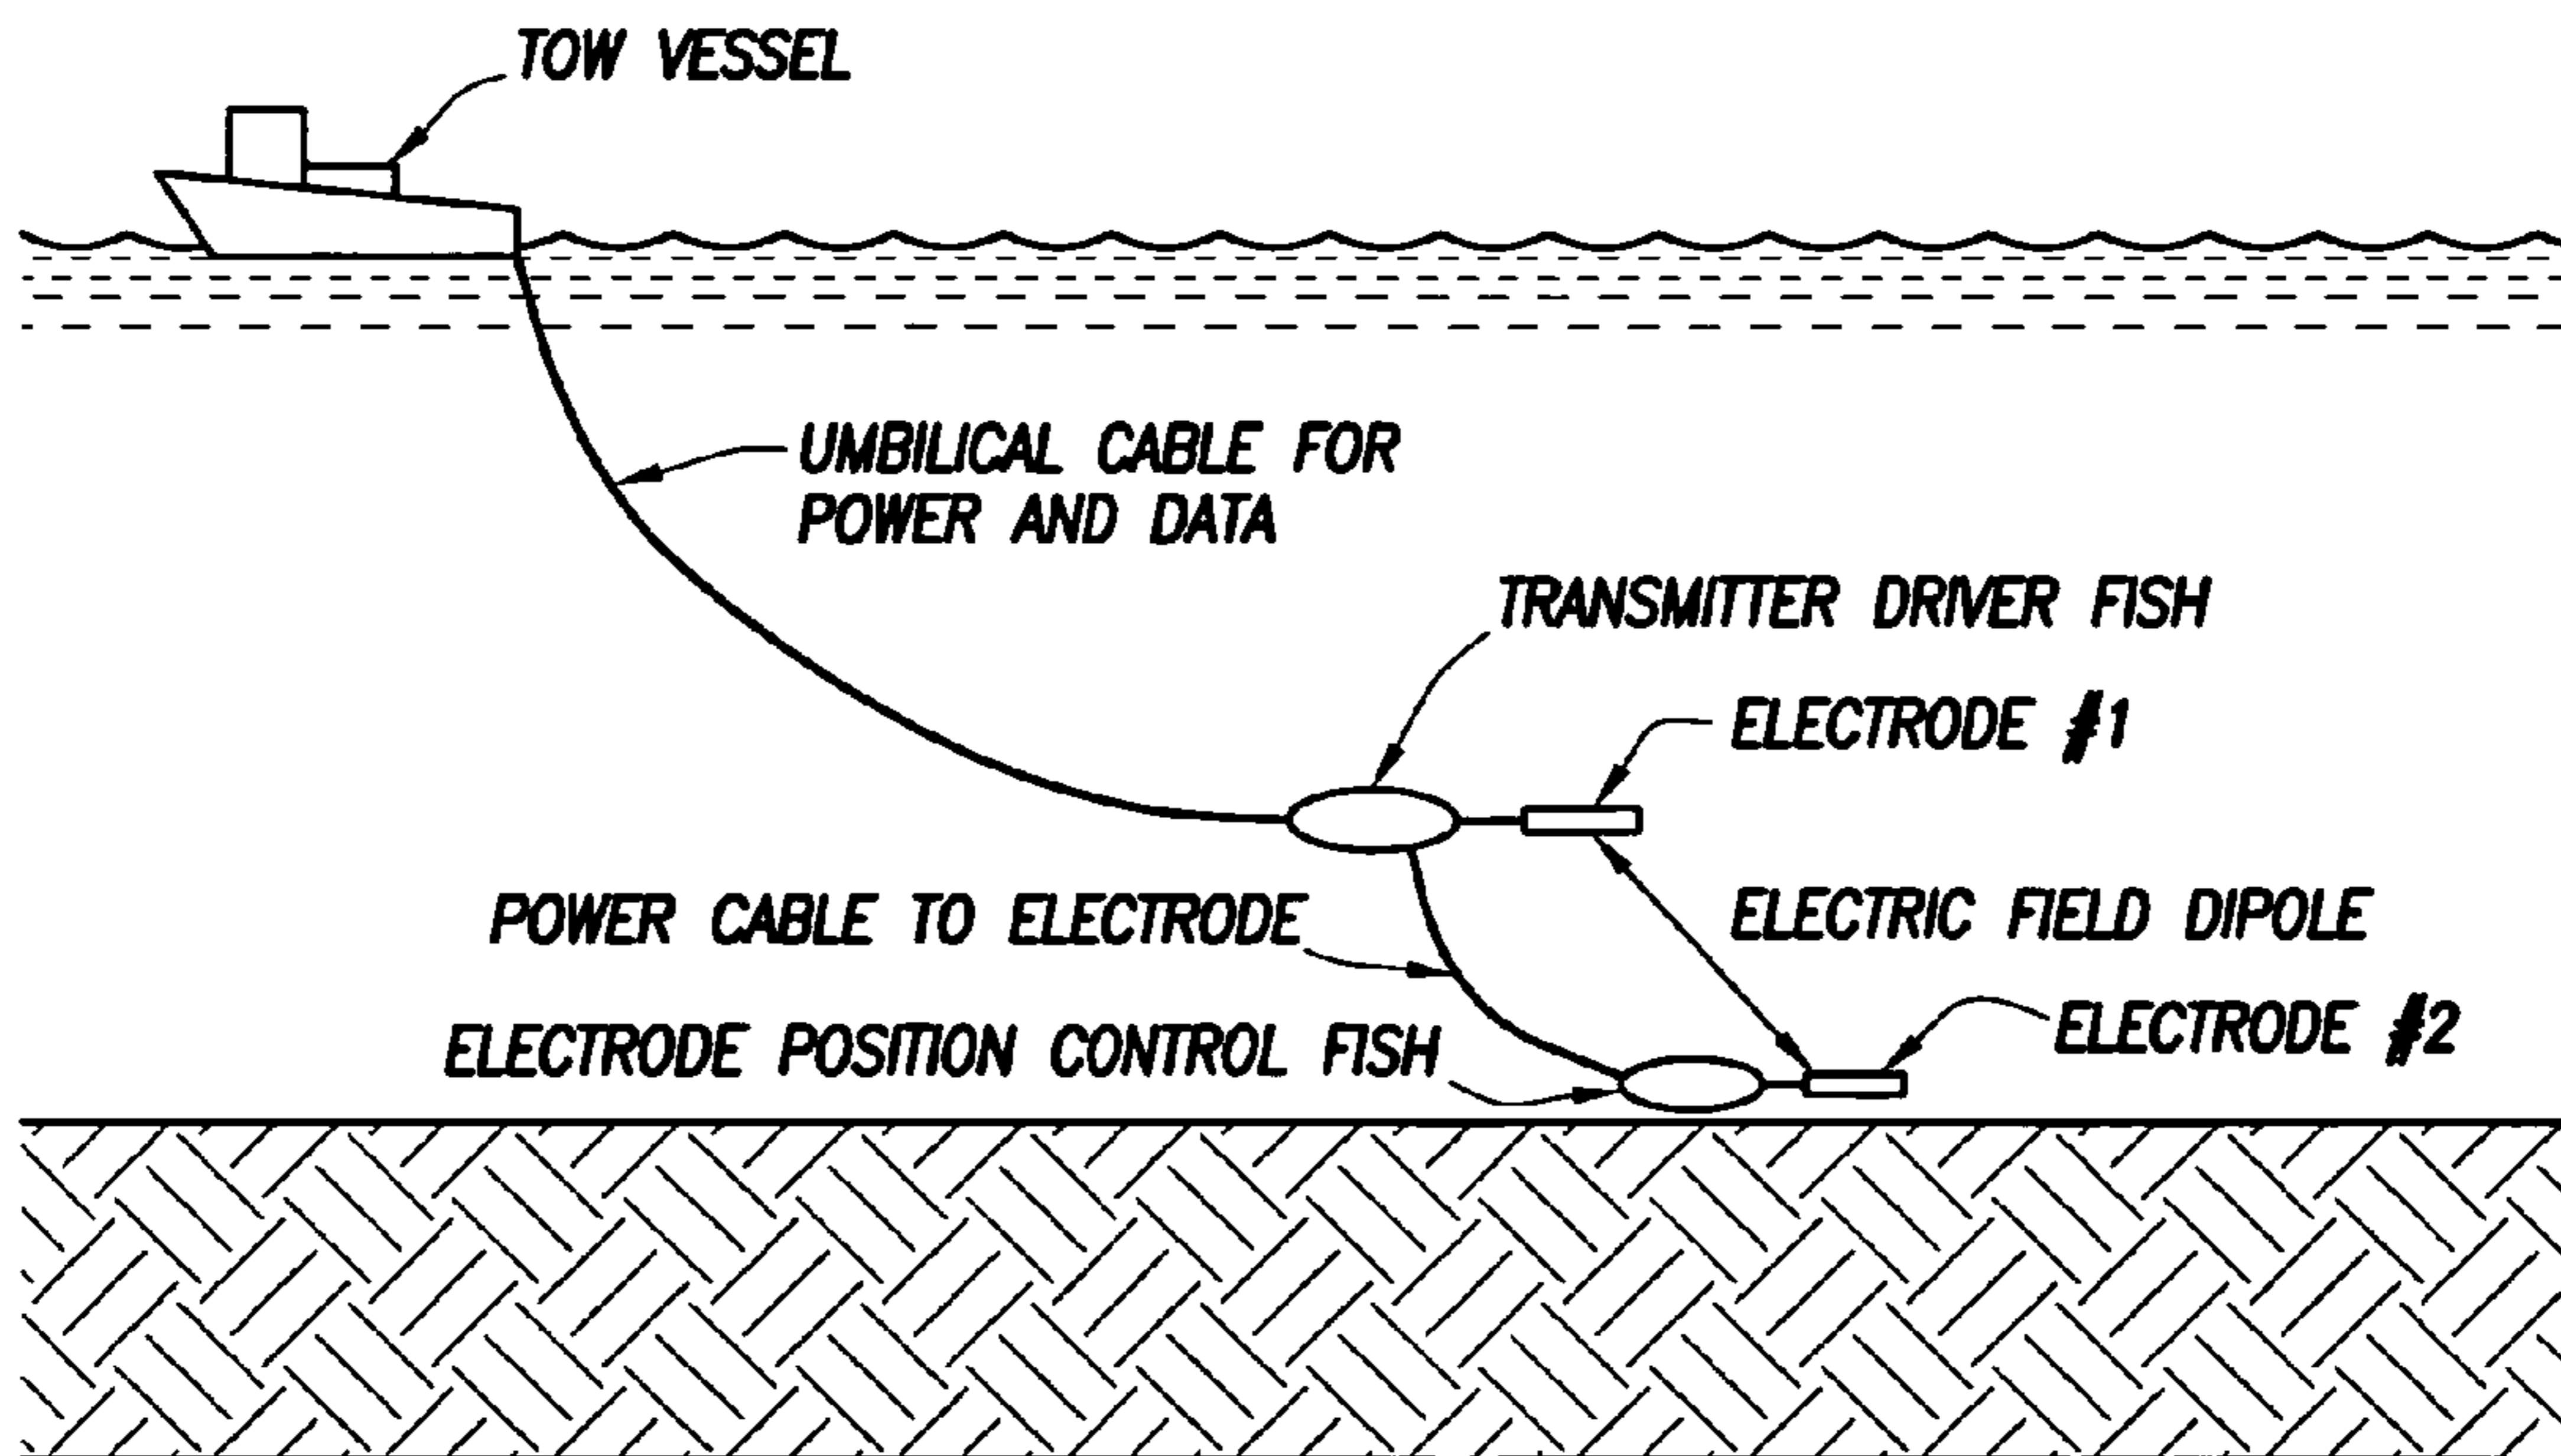 TOW VESSEL
UMBILICAL CABLE FOR
POWER AND DATA
TRANSMITTER DRIVER FISH
ELECTRODE #1
POWER CABLE TO ELECTRODE
ELECTRIC FIELD DIPOLE
ELECTRODE POSITION CONTROL FISH
ELECTRODE #2